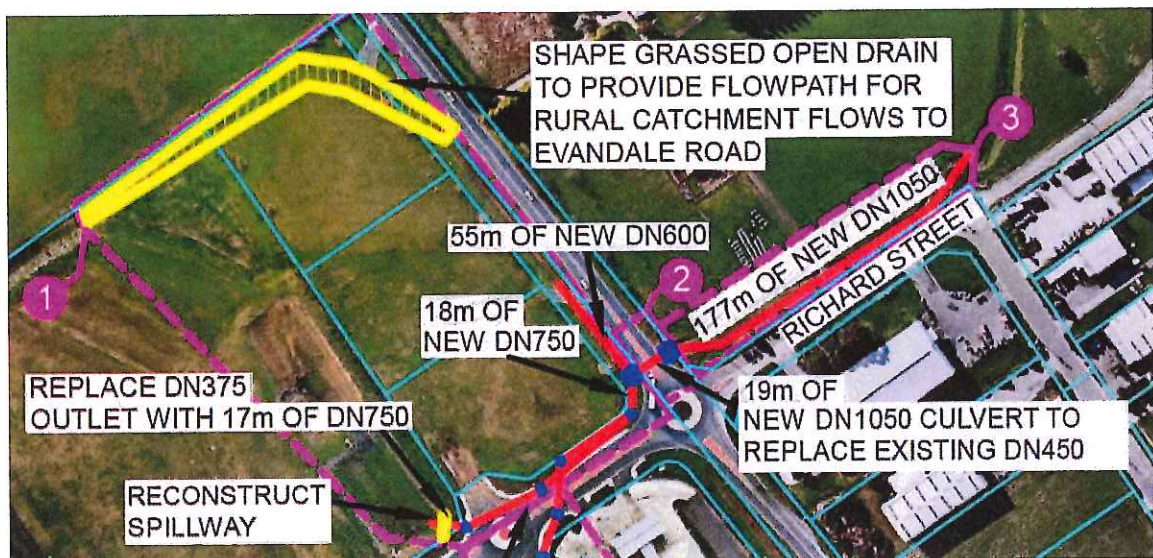 SHAPE GRASSED OPEN DRAIN
TO PROVIDE FLOWPATH FOR
RURAL CATCHMENT FLOWS TO
EVANDALE ROAD
3
55m OF NEW DN600
177m OF NEW DN1050
2
1
RICHARD STREET
18m OF
NEW DN750
REPLACE DN375
OUTLET WITH 17m OF DN750
19m OF
NEW DN1050 CULVERT TO
REPLACE EXISTING DN450
RECONSTRUCT
SPILLWAY